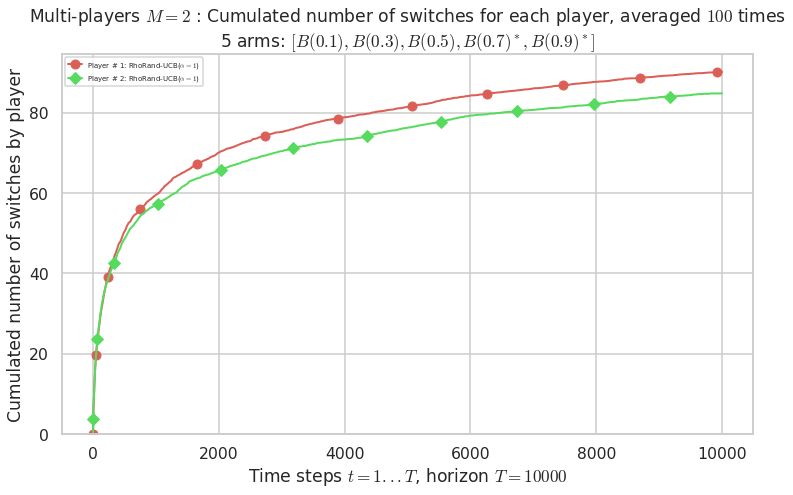 Multi-players M = 2 : Cumulated number of switches for each player, averaged 100 times
5 arms: [B(0.1), B(0.3), B(0.5), B(0.7)*, B(0.9)*]
Player # 1: RhoRand-UCB(α=1)
Player # 2: RhoRand-UCB(α=1)
Cumulated number of switches by player
80
60
40
20
0
0 2000 4000 6000 8000 10000
Time steps t = 1...T, horizon T = 10000